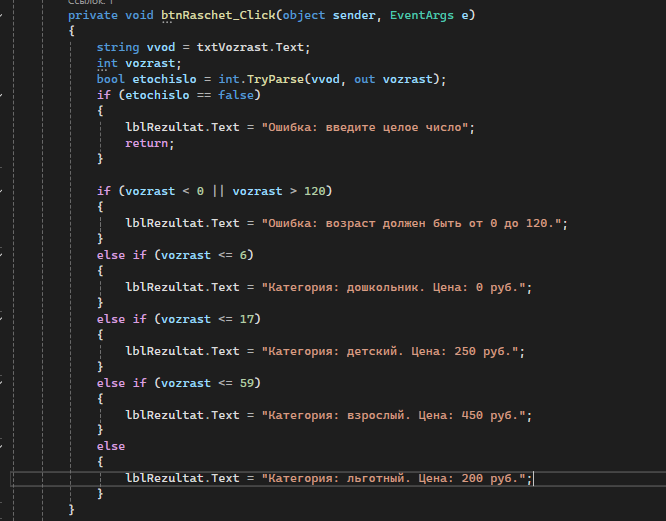 Ссылок: 1
private void btnRaschet_Click(object sender, EventArgs e)
{
string vvod = txtVozrast.Text;
int vozrast;
bool etochislo = int.TryParse(vvod, out vozrast);
if (etochislo == false)
{
lblRezultat.Text = "Ошибка: введите целое число";
return;
}
if (vozrast < 0 || vozrast > 120)
{
lblRezultat.Text = "Ошибка: возраст должен быть от 0 до 120.";
}
else if (vozrast <= 6)
{
lblRezultat.Text = "Категория: дошкольник. Цена: 0 руб.";
}
else if (vozrast <= 17)
{
lblRezultat.Text = "Категория: детский. Цена: 250 руб.";
}
else if (vozrast <= 59)
{
lblRezultat.Text = "Категория: взрослый. Цена: 450 руб.";
}
else
{
lblRezultat.Text = "Категория: льготный. Цена: 200 руб.";
}
}